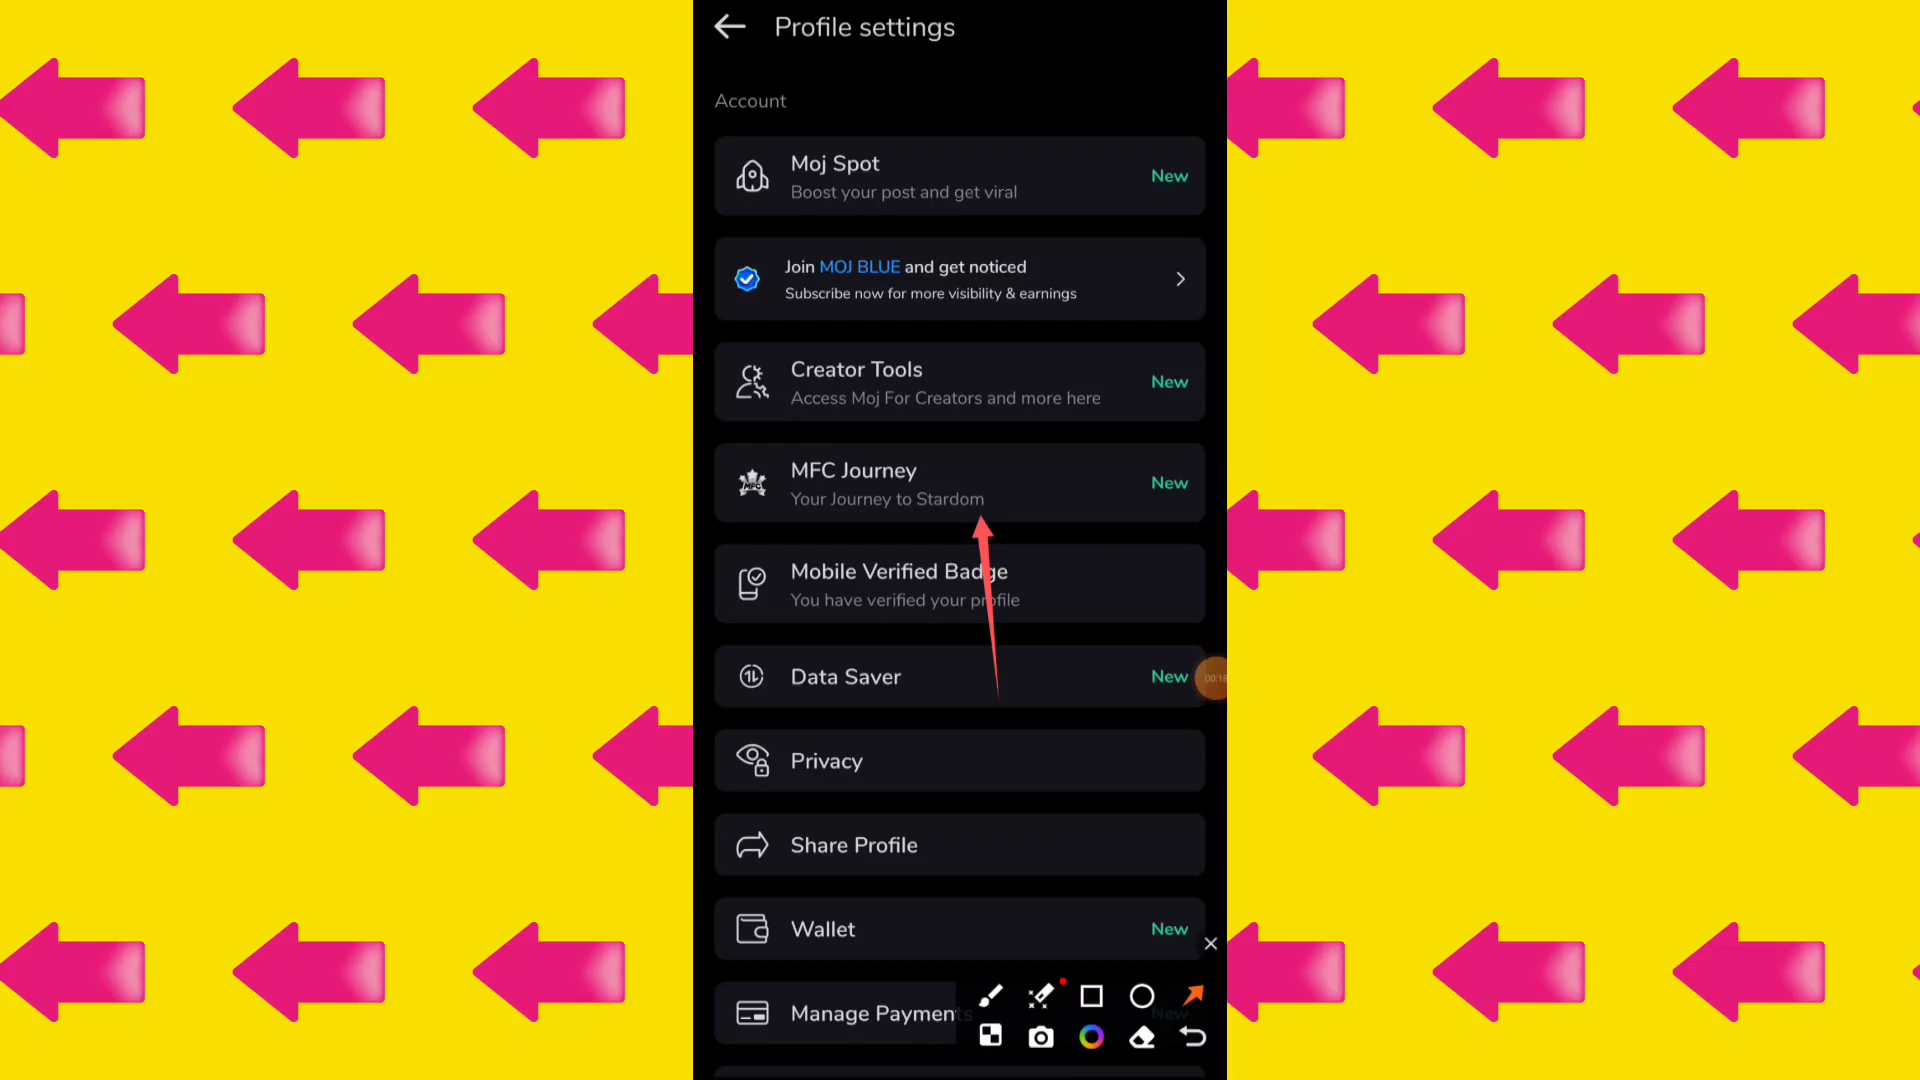 Profile settings
Account
Moj Spot
Boost your post and get viral
New
Join MOJ BLUE and get noticed
Subscribe now for more visibility & earnings
Creator Tools
Access Moj For Creators and more here
New
MFC Journey
Your Journey to Stardom
New
Mobile Verified Badge
You have verified your profile
Data Saver
New
00:18
Privacy
Share Profile
Wallet
New
Manage Payments
New